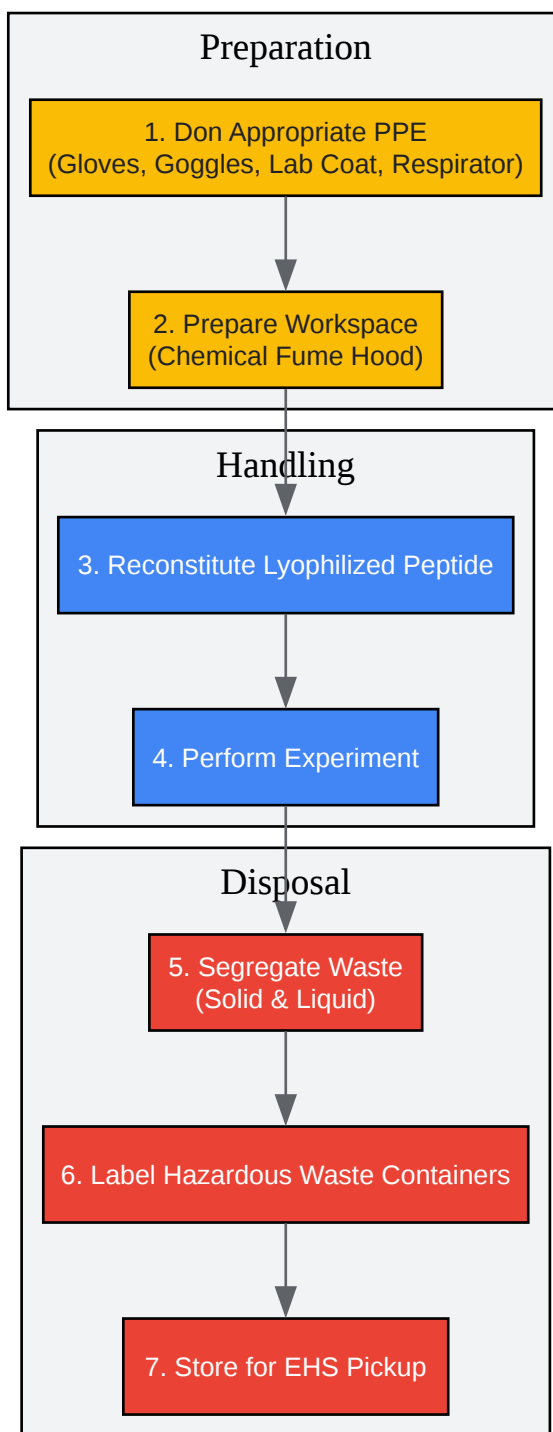 Preparation
1. Don Appropriate PPE
(Gloves, Goggles, Lab Coat, Respirator)
2. Prepare Workspace
(Chemical Fume Hood)
Handling
3. Reconstitute Lyophilized Peptide
4. Perform Experiment
Disposal
5. Segregate Waste
(Solid & Liquid)
6. Label Hazardous Waste Containers
7. Store for EHS Pickup